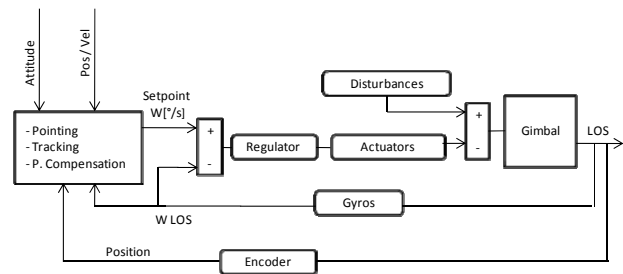 Attitude
Pos / Vel
Setpoint
W[°/s]
Disturbances
- Pointing
- Tracking
- P. Compensation
+
-
Regulator
Actuators
+
-
Gimbal
LOS
W LOS
Gyros
Position
Encoder